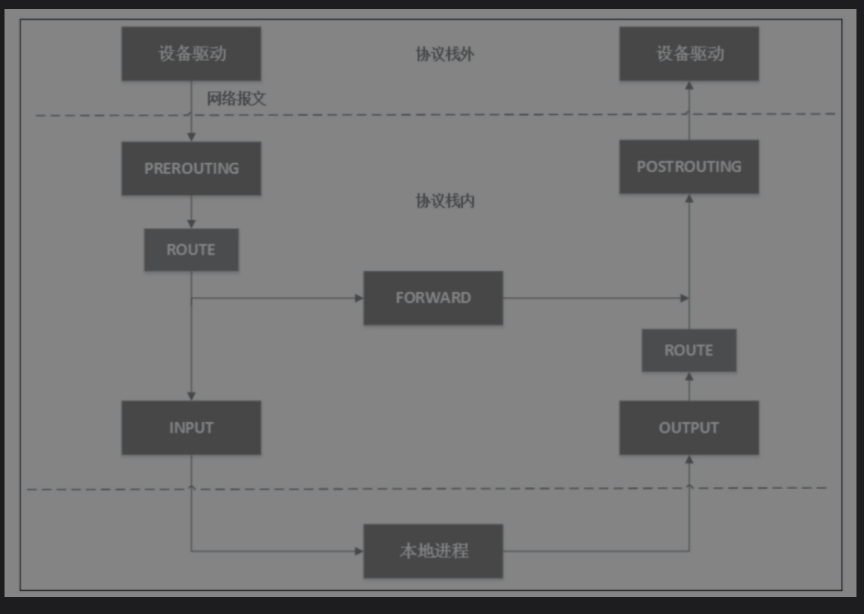 设备驱动
协议栈外
设备驱动
网络报文
PREROUTING
POSTROUTING
协议栈内
ROUTE
FORWARD
ROUTE
INPUT
OUTPUT
本地进程